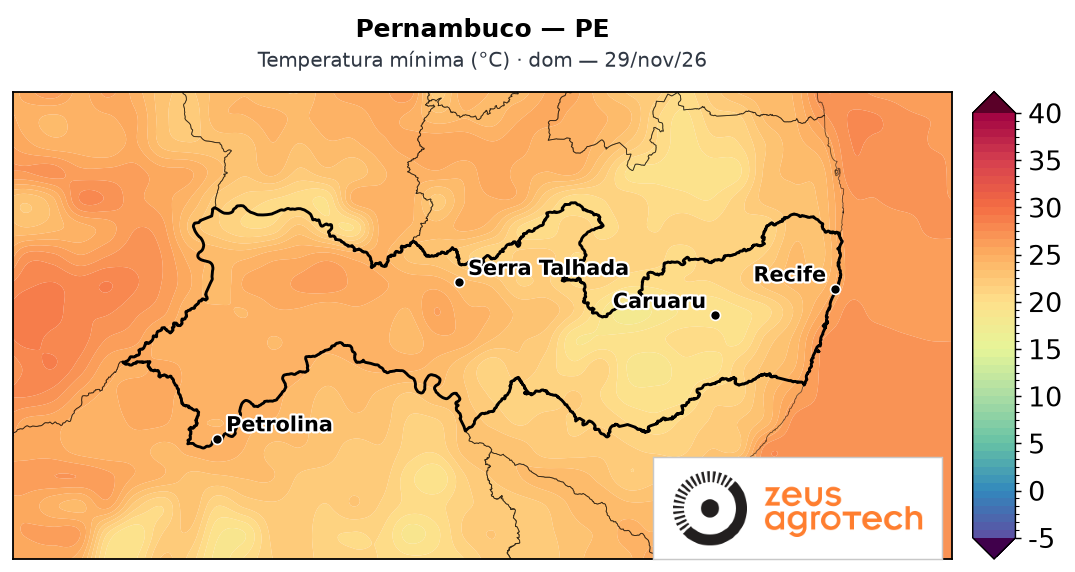 Pernambuco — PE
Temperatura mínima (°C) · dom — 29/nov/26
40
35
30
25
20
15
10
5
0
-5
Serra Talhada
Recife
Caruaru
Petrolina
zeus
agrotech